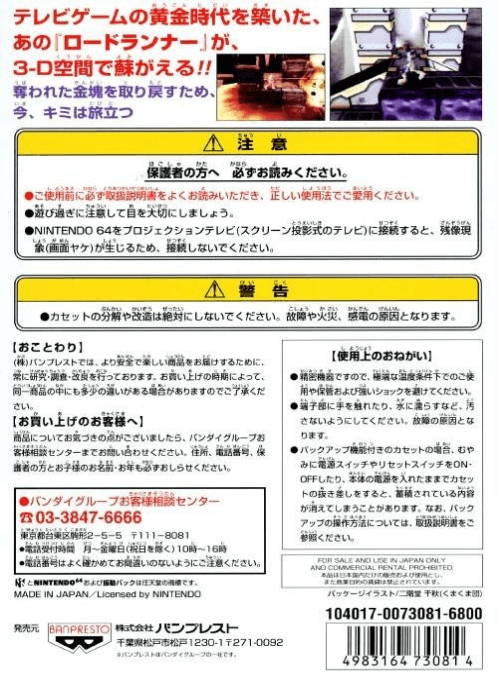 テレビゲームの黄金時代を築いた、
あの『ロードランナー』が、
3-D空間で蘇がえる!!
奪われた金塊を取り戻すため、
今、キミは旅立つ
注意
保護者の方へ 必ずお読みください。
●ご使用前に必ず取扱説明書をよくお読みいただき、正しい使用法でご愛用ください。
●遊び過ぎに注意して目を大切にしましょう。
●NINTENDO 64をプロジェクションテレビ(スクリーン投影式のテレビ)に接続すると、残像現
象(画面ヤケ)が生じるため、接続しないでください。
警告
●カセットの分解や改造は絶対にしないでください。故障や火災、感電の原因となります。
【おことわり】
(株)バンプレストでは、より安全で楽しい商品をお届けするために、
常に研究・調査・改良を行っております。お買い上げの時期によって、
同一商品の中にも多少の違いがある場合がありますのでご了承くだ
さい。
【お買い上げのお客様へ】
商品についてお気づきの点がございましたら、バンダイグループお
客様相談センターまでお問い合わせください。住所、電話番号、保
護者の方とお子様のお名前・お年も必ずお知らせください。
●バンダイグループお客様相談センター
☎03-3847-6666
東京都台東区駒形2-5-5 〒111-8081
●電話受付時間 月〜金曜日(祝日を除く)10時〜16時
●電話番号はよく確かめてお間違のないようにご注意ください。
とNINTENDO64および振動パックは任天堂の商標です。
MADE IN JAPAN/Licensed by NINTENDO
【使用上のおねがい】
●精密機器ですので、極端な温度条件下でのご使
用や保管および強いショックを避けてください。
●端子部に手を触れたり、水に濡らすなど、汚
さないようにしてください。故障の原因とな
ります。
●バックアップ機能付きのカセットの場合、むや
みに電源スイッチやリセットスイッチをON・
OFFしたり、本体の電源を入れたままでカセッ
トの抜き差しをすると、蓄積されている内容
が消えてしまうことがあります。なお、バック
アップの操作方法については、取扱説明書をご
参照ください。
FOR SALE AND USE IN JAPAN ONLY
AND COMMERCIAL RENTAL PROHIBITED.
本品は日本国内だけの販売および使用とし、
また商業目的の賃貸は禁止されています。
パッケージイラスト/二階堂 千秋(くまくま団)
104017-0073081-6800
4983164 730814
発売元 BANPRESTO 株式会社 バンプレスト
千葉県松戸市松戸1230-1〒271-0092
※バンプレストはバンダイグループの一社です。